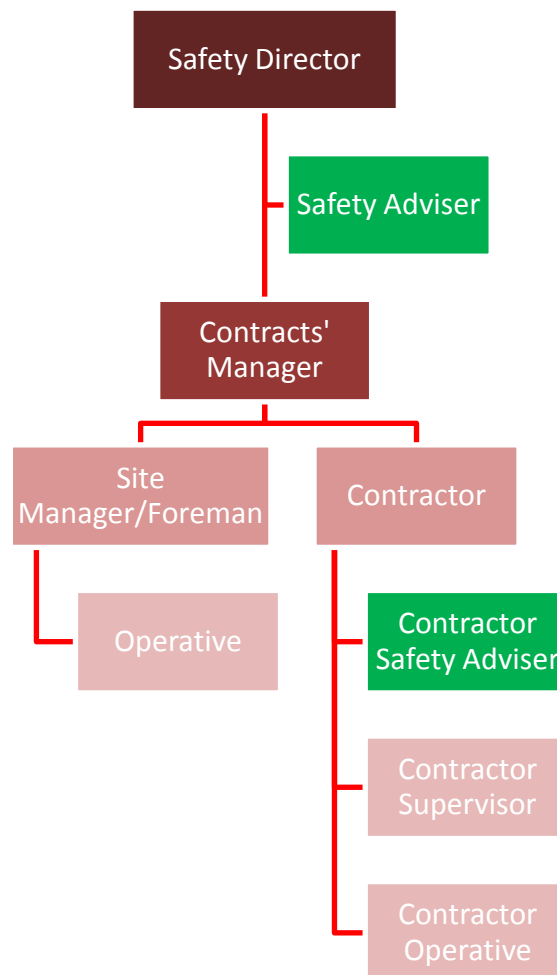 Safety Director
Safety Adviser
Contracts'
Manager
Site
Manager/Foreman
Contractor
Operative
Contractor
Safety Adviser
Contractor
Supervisor
Contractor
Operative